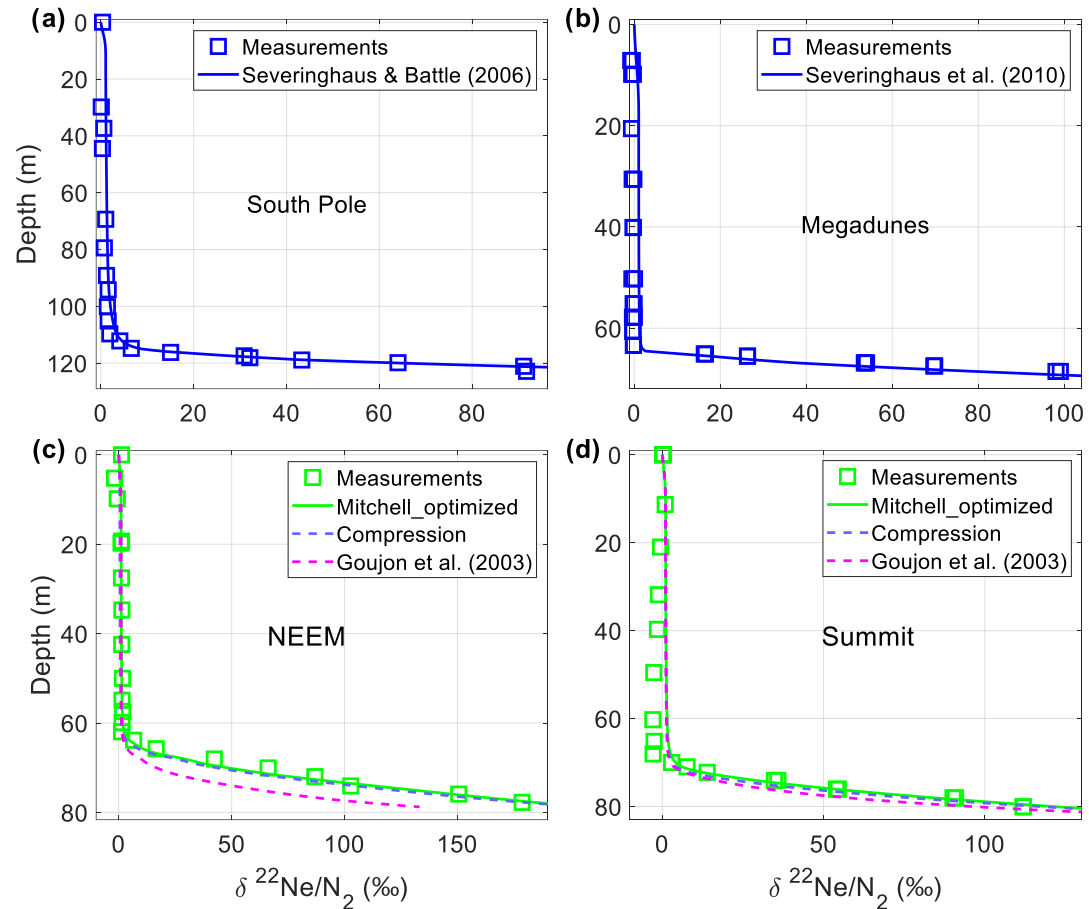 (a)
Measurements
Severinghaus & Battle (2006)
South Pole
Depth (m)
0
20
40
60
80
100
120
0 20 40 60 80
(b)
Measurements
Severinghaus et al. (2010)
Megadunes
0
20
40
60
0 20 40 60 80 100
(c)
Measurements
Mitchell_optimized
Compression
Goujon et al. (2003)
NEEM
Depth (m)
0
20
40
60
80
0 50 100 150
δ ²²Ne/N₂ (‰)
(d)
Measurements
Mitchell_optimized
Compression
Goujon et al. (2003)
Summit
0
20
40
60
80
0 50 100
δ ²²Ne/N₂ (‰)